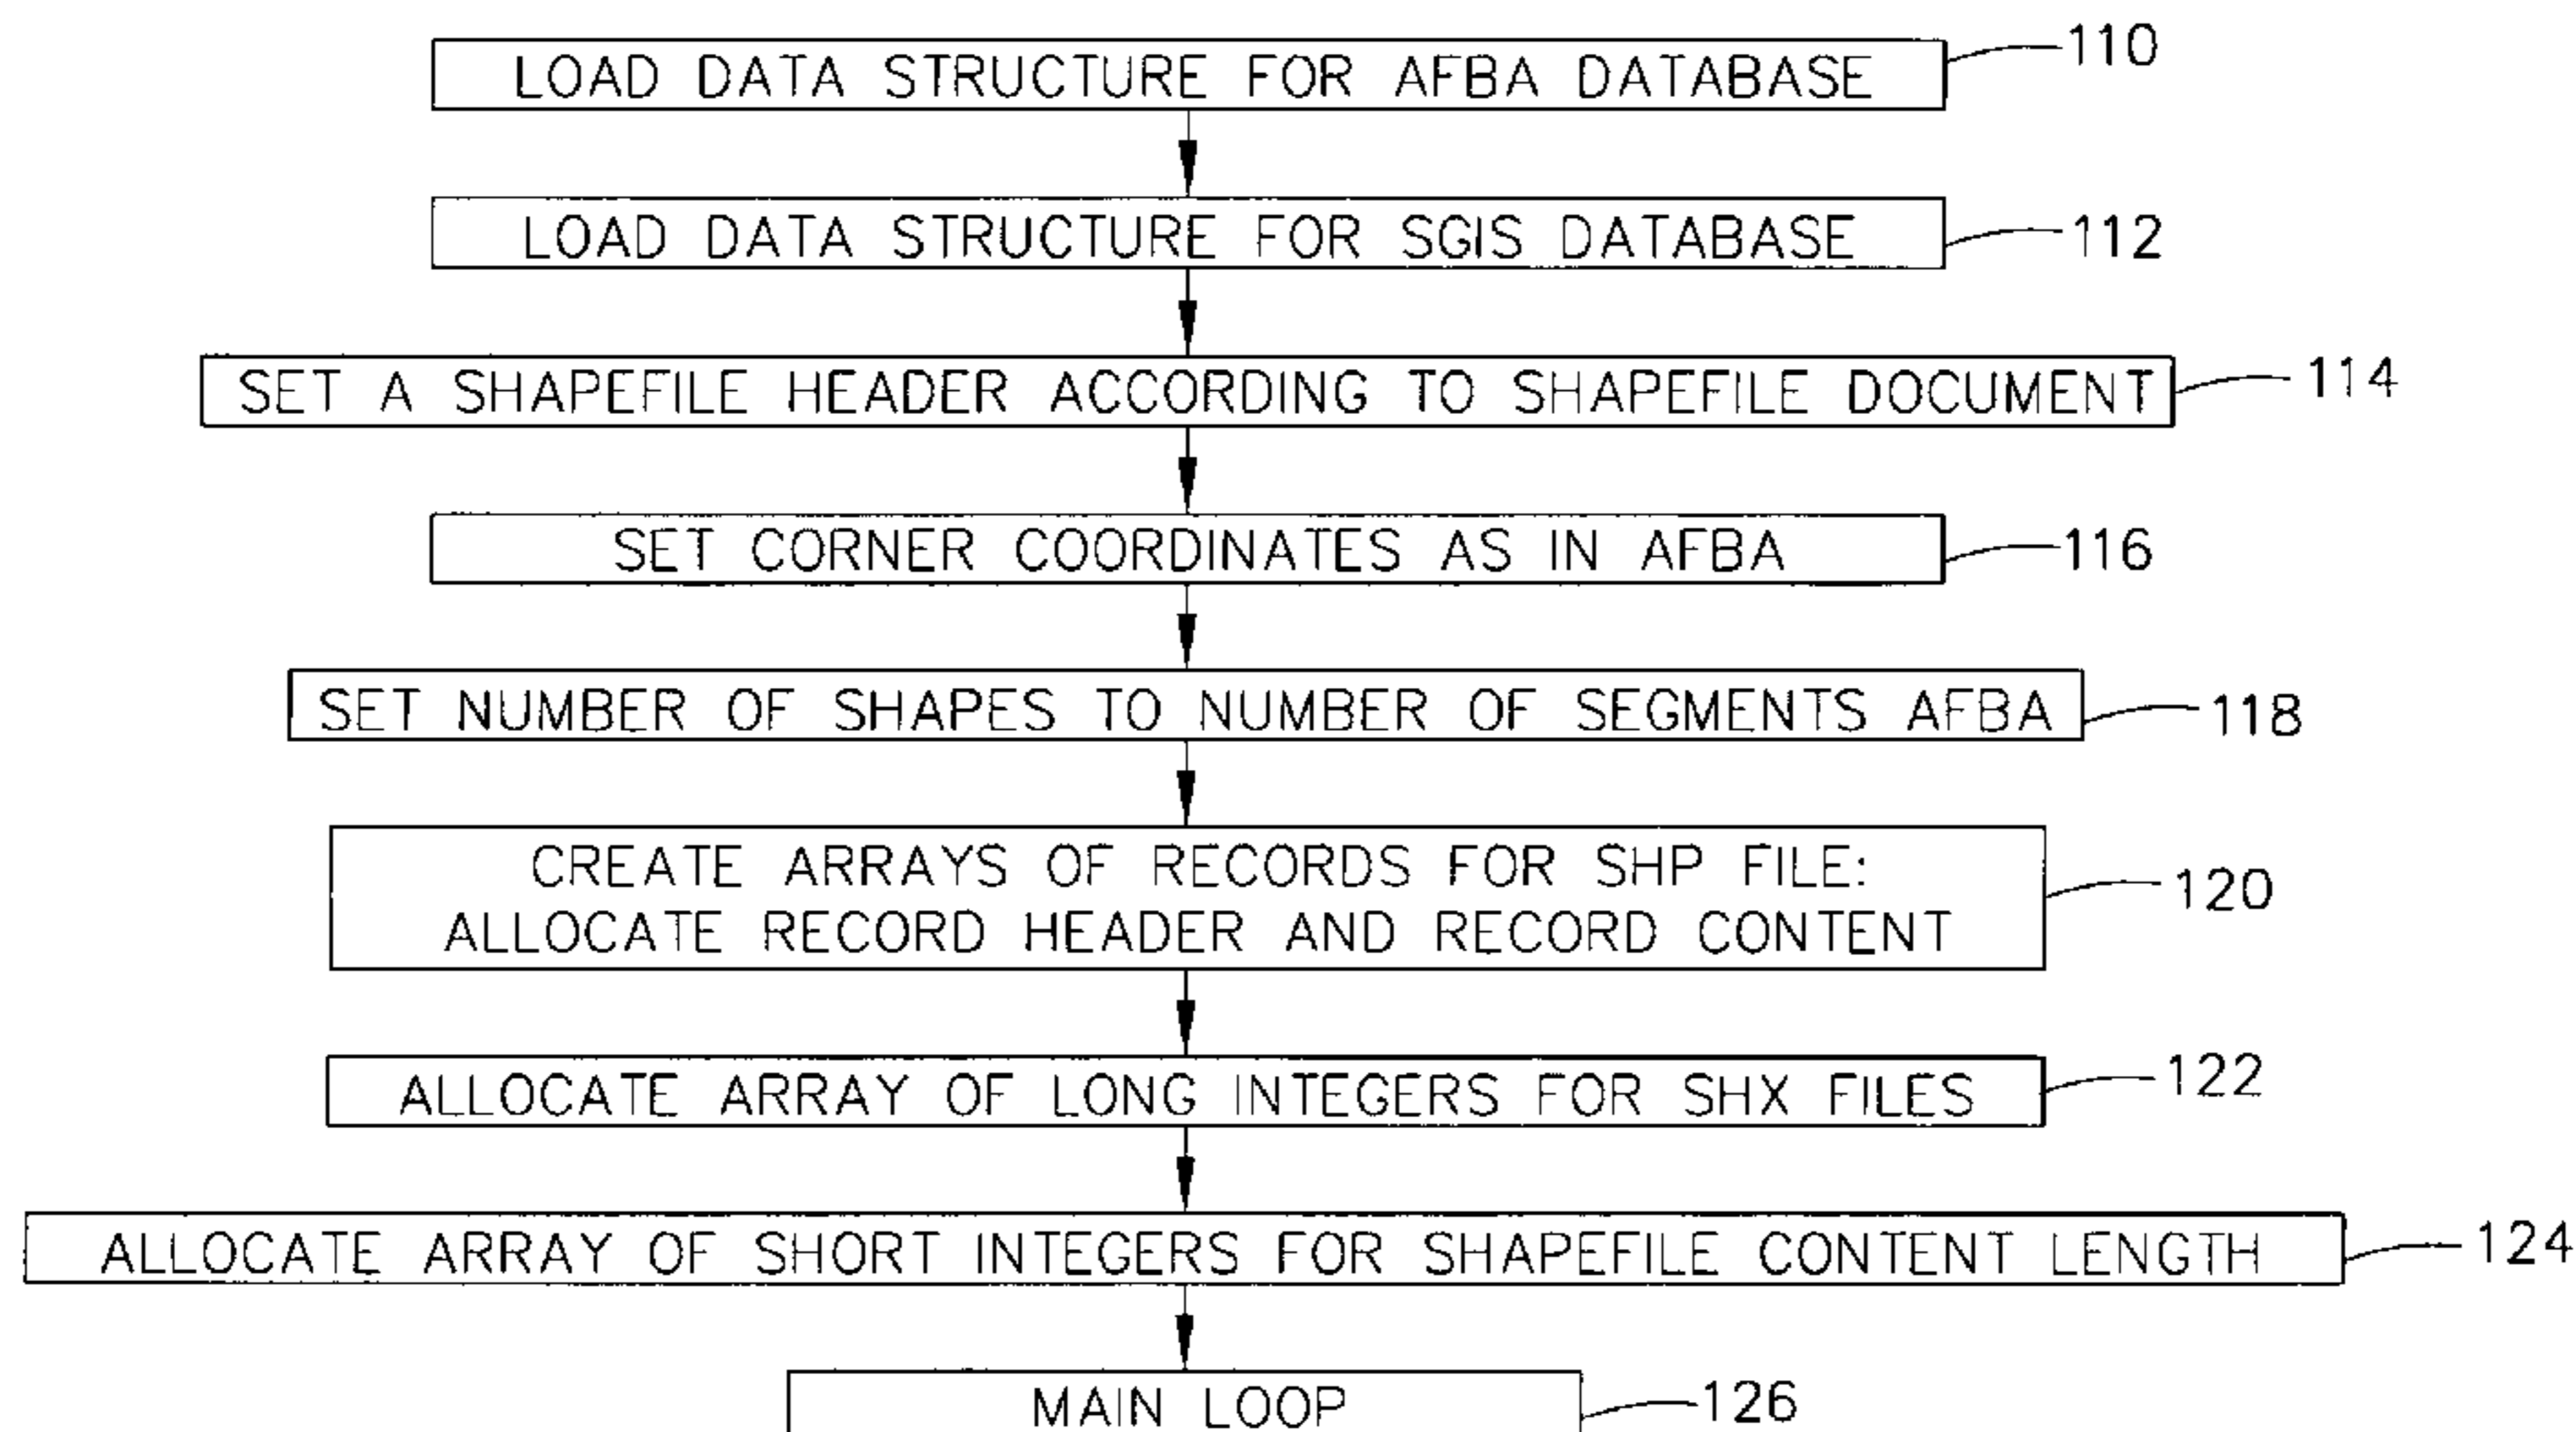 LOAD DATA STRUCTURE FOR AFBA DATABASE
110
LOAD DATA STRUCTURE FOR SGIS DATABASE
112
SET A SHAPEFILE HEADER ACCORDING TO SHAPEFILE DOCUMENT
114
SET CORNER COORDINATES AS IN AFBA
116
SET NUMBER OF SHAPES TO NUMBER OF SEGMENTS AFBA
118
CREATE ARRAYS OF RECORDS FOR SHP FILE:
ALLOCATE RECORD HEADER AND RECORD CONTENT
120
ALLOCATE ARRAY OF LONG INTEGERS FOR SHX FILES
122
ALLOCATE ARRAY OF SHORT INTEGERS FOR SHAPEFILE CONTENT LENGTH
124
MAIN LOOP
126